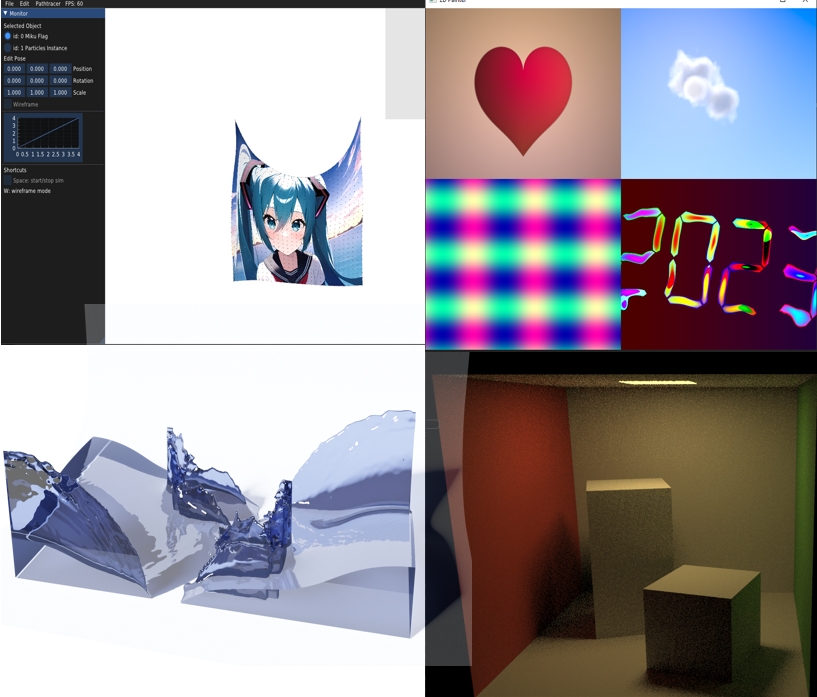 File Edit Pathtracer FPS: 60
▼ Monitor
Selected Object
id: 0 Miku Flag
id: 1 Particles Instance
Edit Pose
0.000 0.000 0.000 Position
0.000 0.000 0.000 Rotation
1.000 1.000 1.000 Scale
Wireframe
4
3
2
1
0
0 0.5 1 1.5 2 2.5 3 3.5 4
Shortcuts
Space: start/stop sim
W: wireframe mode
2D Painter
2023